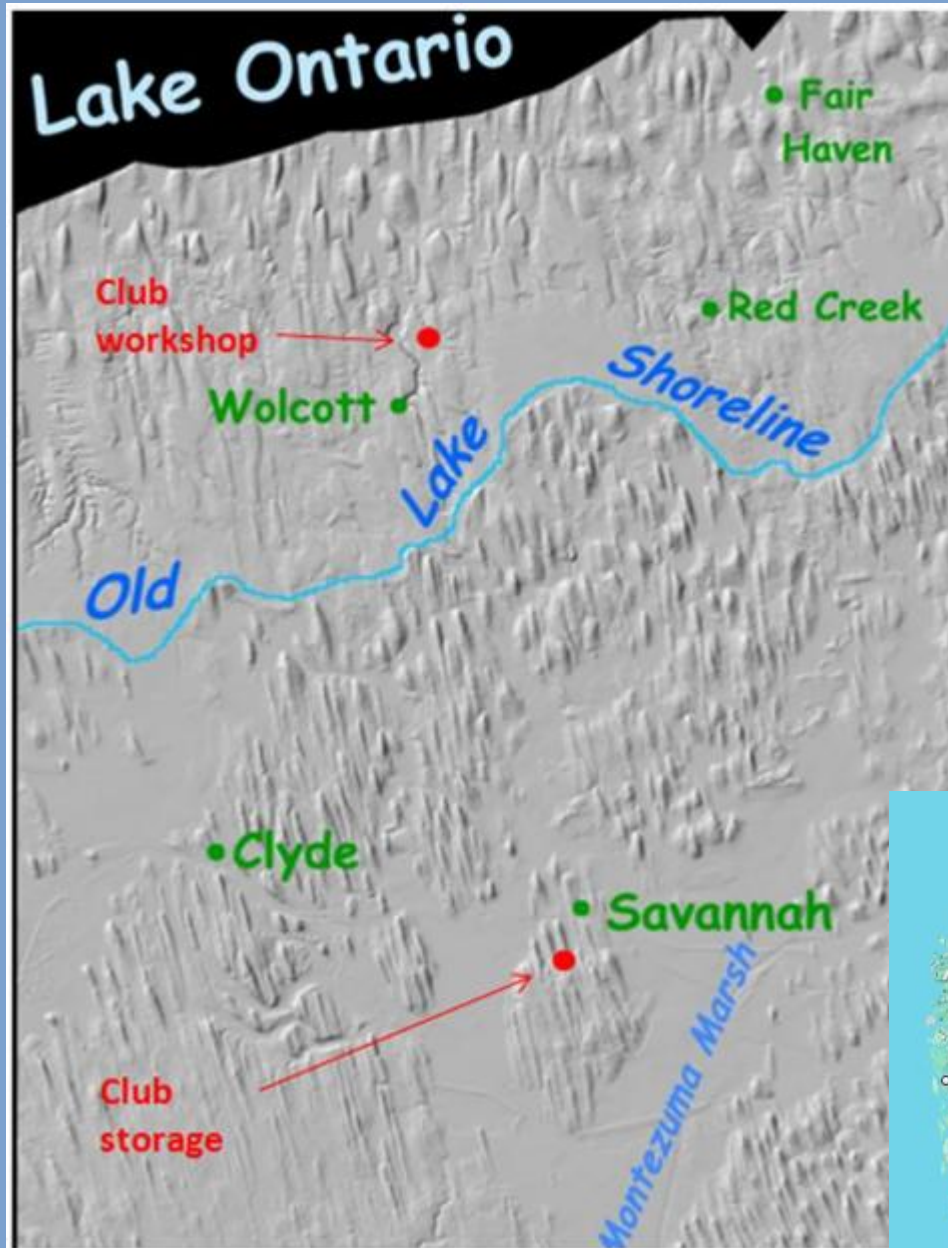 Lake Ontario
Fair
Haven
Club
workshop
Red Creek
Wolcott
Shoreline
Lake
Old
Clyde
Savannah
Montezuma Marsh
Club
storage